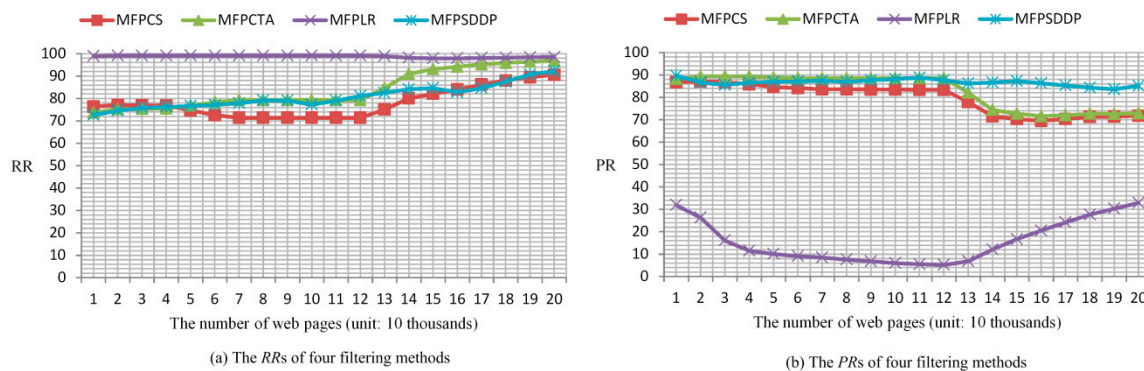 MFPCS MFPCTA MFPLR MFPSDDP
100
90
80
70
60
50
40
30
20
10
0
RR
1 2 3 4 5 6 7 8 9 10 11 12 13 14 15 16 17 18 19 20
The number of web pages (unit: 10 thousands)
(a) The RRs of four filtering methods
MFPCS MFPCTA MFPLR MFPSDDP
100
90
80
70
60
50
40
30
20
10
0
PR
1 2 3 4 5 6 7 8 9 10 11 12 13 14 15 16 17 18 19 20
The number of web pages (unit: 10 thousands)
(b) The PRs of four filtering methods